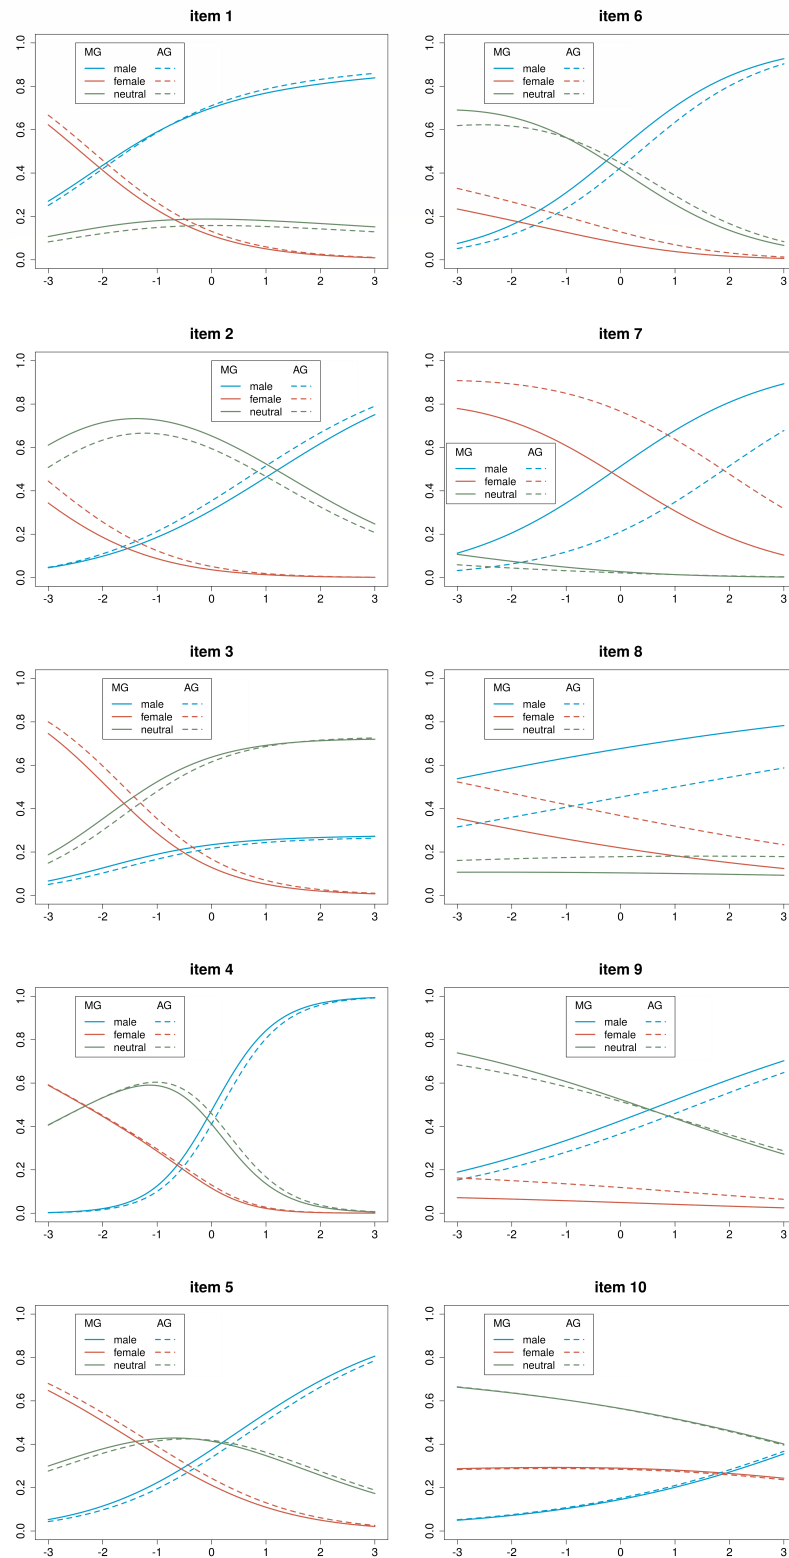 item 1
MG AG
male
female
neutral
1.0
0.8
0.6
0.4
0.2
0.0
-3 -2 -1 0 1 2 3
item 2
MG AG
male
female
neutral
1.0
0.8
0.6
0.4
0.2
0.0
-3 -2 -1 0 1 2 3
item 3
MG AG
male
female
neutral
1.0
0.8
0.6
0.4
0.2
0.0
-3 -2 -1 0 1 2 3
item 4
MG AG
male
female
neutral
1.0
0.8
0.6
0.4
0.2
0.0
-3 -2 -1 0 1 2 3
item 5
MG AG
male
female
neutral
1.0
0.8
0.6
0.4
0.2
0.0
-3 -2 -1 0 1 2 3
item 6
MG AG
male
female
neutral
1.0
0.8
0.6
0.4
0.2
0.0
-3 -2 -1 0 1 2 3
item 7
MG AG
male
female
neutral
1.0
0.8
0.6
0.4
0.2
0.0
-3 -2 -1 0 1 2 3
item 8
MG AG
male
female
neutral
1.0
0.8
0.6
0.4
0.2
0.0
-3 -2 -1 0 1 2 3
item 9
MG AG
male
female
neutral
1.0
0.8
0.6
0.4
0.2
0.0
-3 -2 -1 0 1 2 3
item 10
MG AG
male
female
neutral
1.0
0.8
0.6
0.4
0.2
0.0
-3 -2 -1 0 1 2 3